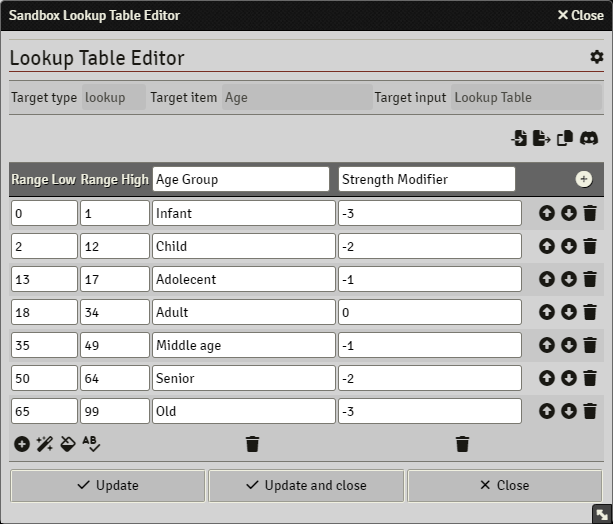 Sandbox Lookup Table Editor Close
Lookup Table Editor
Target type lookup Target item Age Target input Lookup Table
Range Low Range High Age Group Strength Modifier
0 1 Infant -3
2 12 Child -2
13 17 Adolecent -1
18 34 Adult 0
35 49 Middle age -1
50 64 Senior -2
65 99 Old -3
AB
Update Update and close Close